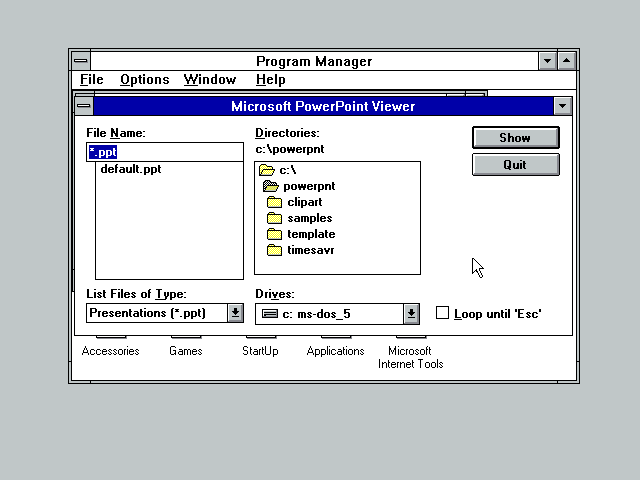 Program Manager
File Options Window Help
Microsoft PowerPoint Viewer
File Name:
*.ppt
default.ppt
Directories:
c:\powerpnt
c:\
powerpnt
clipart
samples
template
timesavr
Show
Quit
List Files of Type:
Presentations (*.ppt)
Drives:
c: ms-dos_5
Loop until 'Esc'
Accessories
Games
StartUp
Applications
Microsoft
Internet Tools